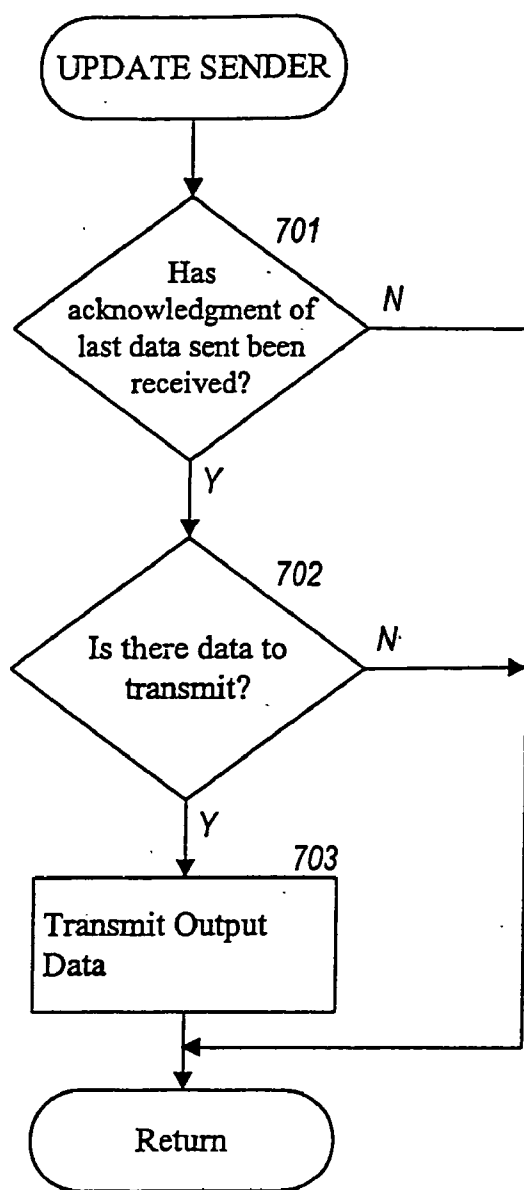 UPDATE SENDER
701
Has
acknowledgment of
last data sent been
received?
N
Y
702
Is there data to
transmit?
N
Y
703
Transmit Output
Data
Return